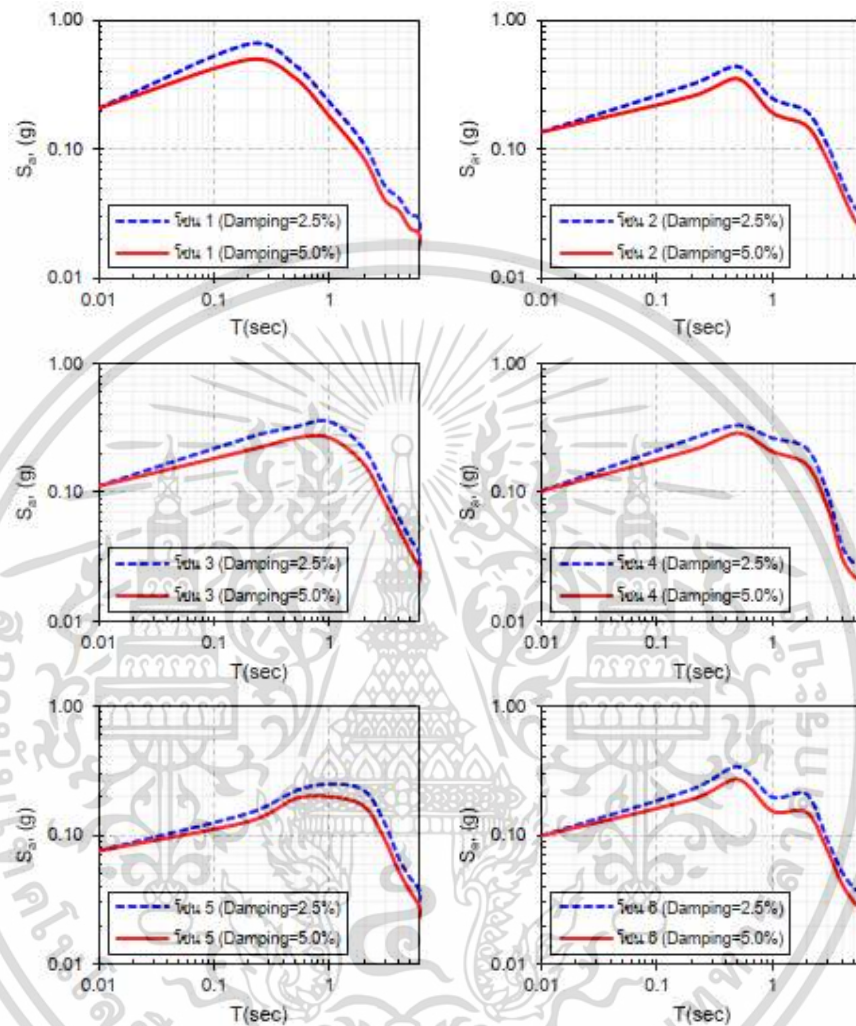 1.00
0.10
0.01
Sa, (g)
0.01 0.1 1
T(sec)
โซน 1 (Damping=2.5%)
โซน 1 (Damping=5.0%)
1.00
0.10
0.01
Sa, (g)
0.01 0.1 1
T(sec)
โซน 2 (Damping=2.5%)
โซน 2 (Damping=5.0%)
1.00
0.10
0.01
Sa, (g)
0.01 0.1 1
T(sec)
โซน 3 (Damping=2.5%)
โซน 3 (Damping=5.0%)
1.00
0.10
0.01
Sa, (g)
0.01 0.1 1
T(sec)
โซน 4 (Damping=2.5%)
โซน 4 (Damping=5.0%)
1.00
0.10
0.01
Sa, (g)
0.01 0.1 1
T(sec)
โซน 5 (Damping=2.5%)
โซน 5 (Damping=5.0%)
1.00
0.10
0.01
Sa, (g)
0.01 0.1 1
T(sec)
โซน 6 (Damping=2.5%)
โซน 6 (Damping=5.0%)